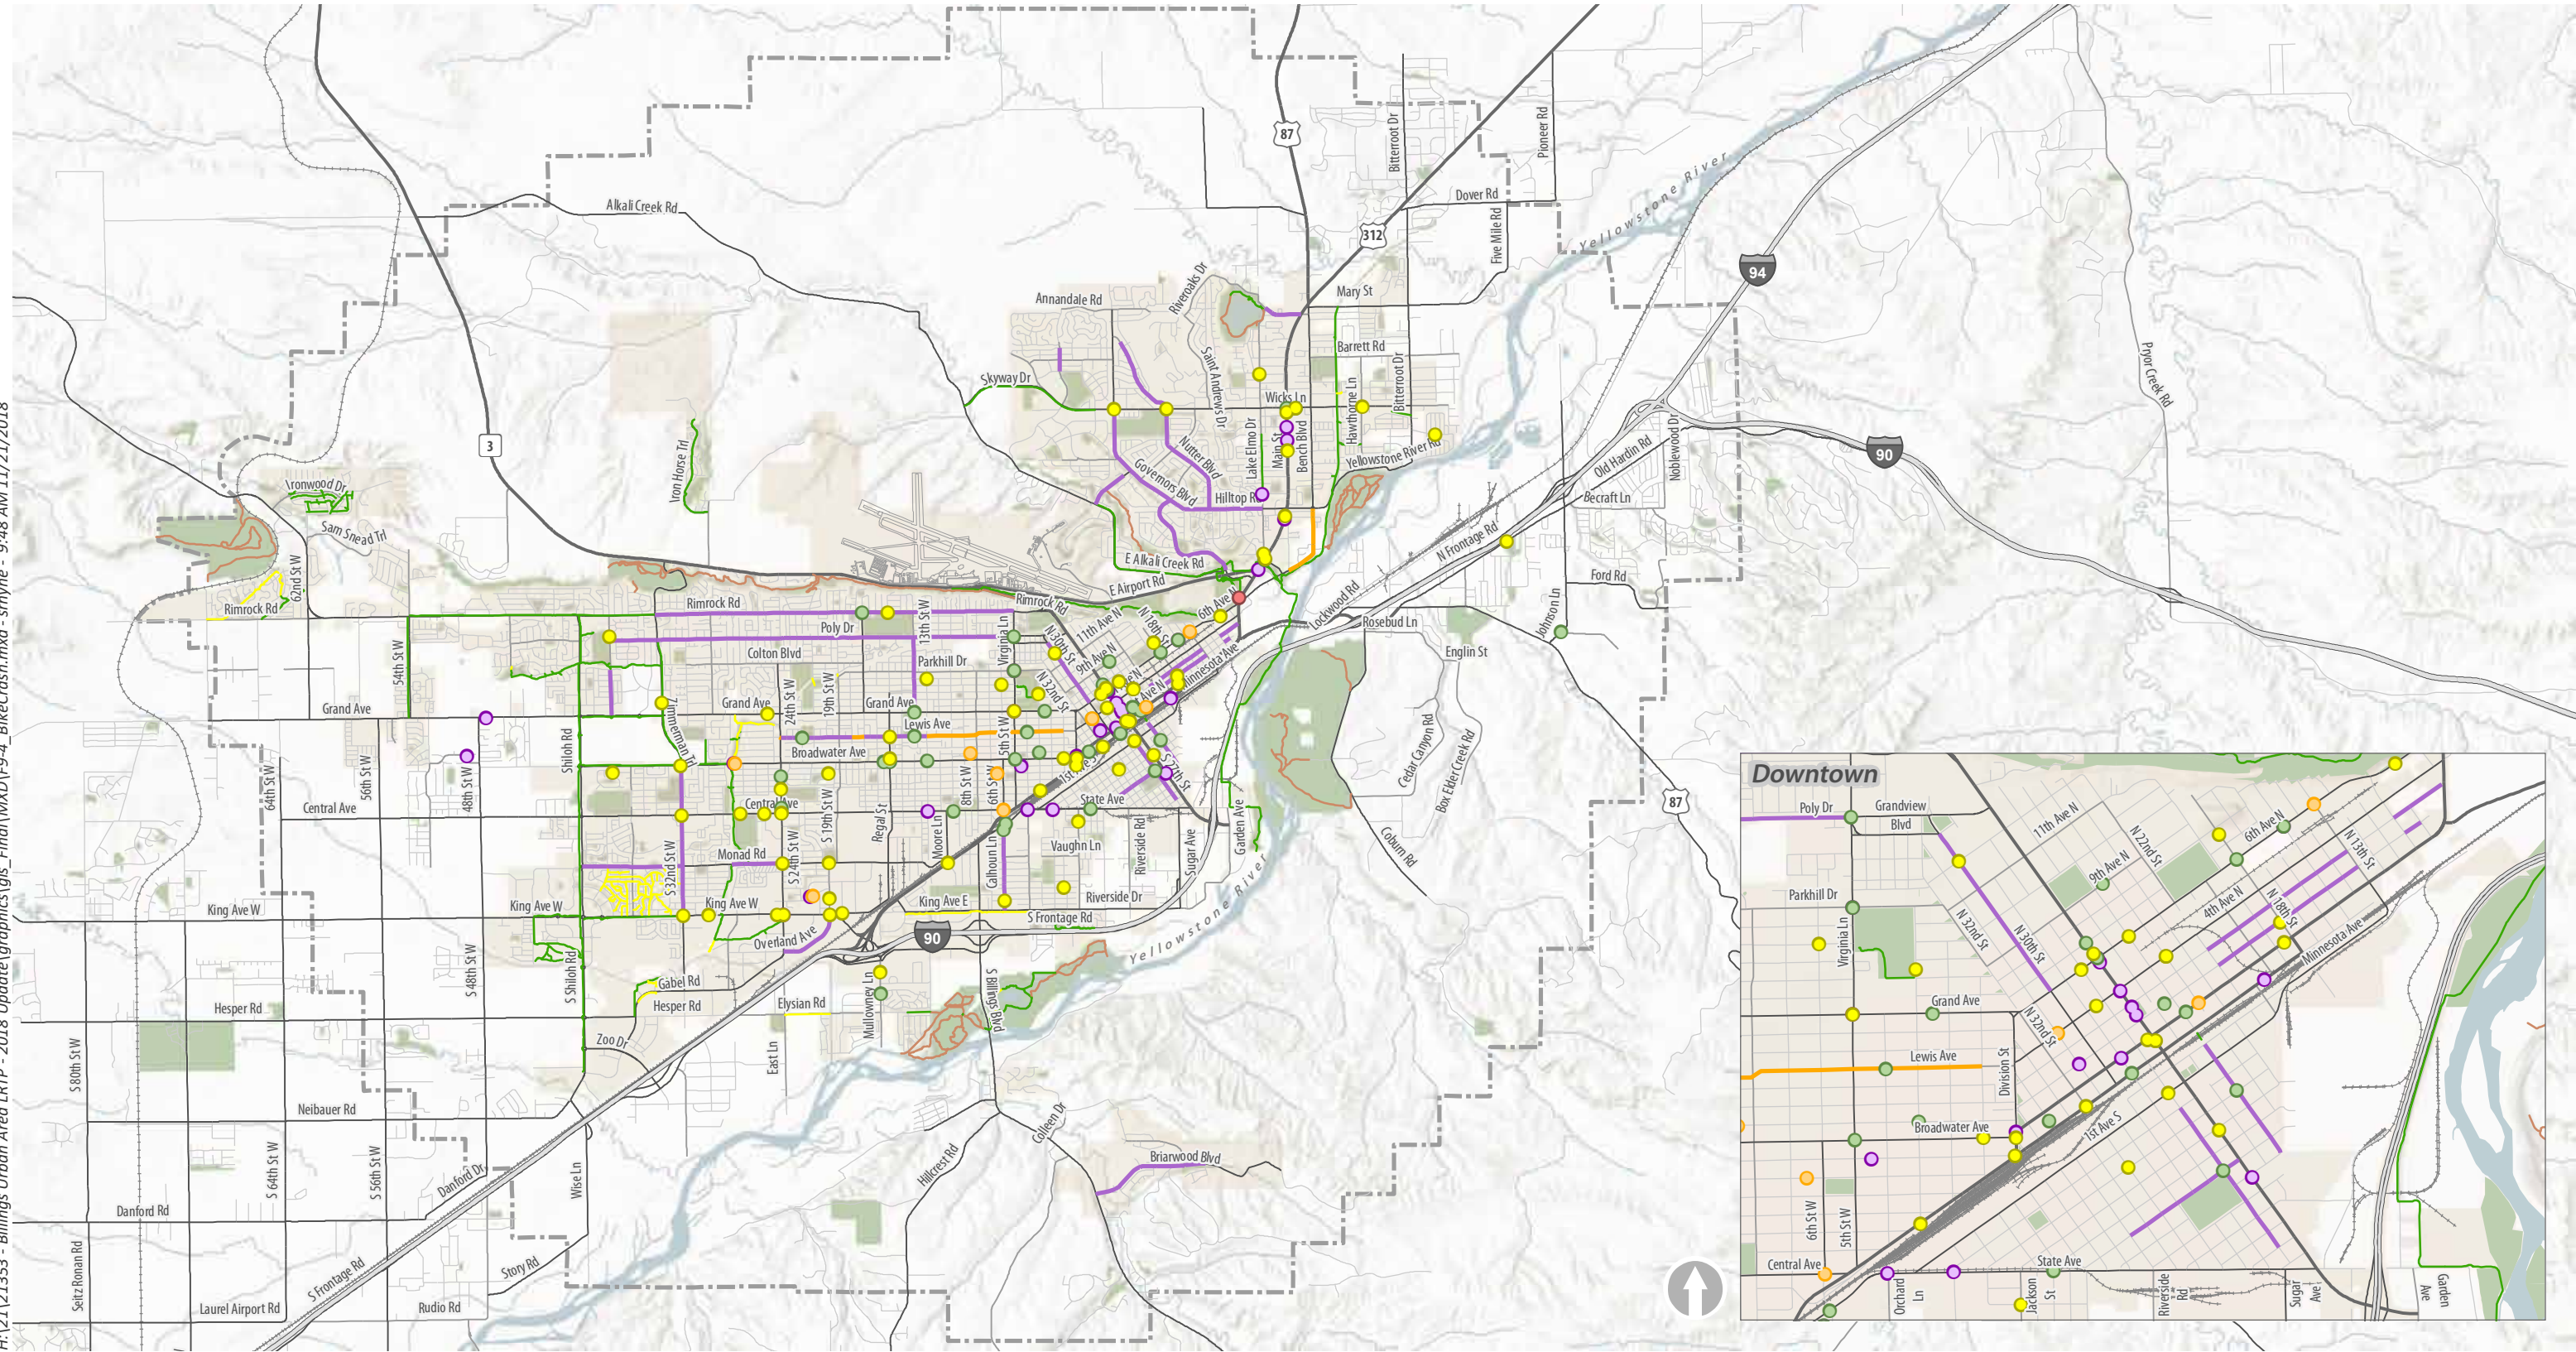 H:\21\21353 - Billings Urban Area LRTP - 2018 Update\graphics\gis_Final\MXD\F9-4_BikeCrash.mxd - srhyne - 9:48 AM 11/21/2018
87
Bitterroot Dr
Pioneer Rd
Alkali Creek Rd
Dover Rd
312
Five Mile Rd
Yellowstone River
94
Annandale Rd
Riveroaks Dr
Mary St
Barrett Rd
Skyway Dr
Saint Andrews Dr
Bitterroot Dr
Pryor Creek Rd
Wicks Ln
Hawthorne Ln
3
Iron Horse Trl
Nutter Blvd
Lake Elmo Dr
Main St
Bench Blvd
Yellowstone River Rd
Old Hardin Rd
Noblewood Dr
90
Governors Blvd
Hilltop R
Becraft Ln
Ironwood Dr
Sam Snead Trl
N Frontage Rd
E Alkali Creek Rd
E Airport Rd
Ford Rd
62nd St W
Rimrock Rd
Rimrock Rd
Rimrock Rd
6th Ave N
Lockwood Rd
Johnson Ln
Rosebud Ln
Poly Dr
13th St W
Virginia Ln
N 30th St
11th Ave N
N 18th St
9th Ave N
Minnesota Ave
Englin St
54th St W
Colton Blvd
Parkhill Dr
N 32nd St
Grand Ave
Grand Ave
24th St W
19th St W
Grand Ave
Zimmerman Trl
Lewis Ave
5th St W
Shiloh Rd
Broadwater Ave
Cedar Canyon Rd
Box Elder Creek Rd
64th St W
56th St W
48th St W
8th St W
6th St W
1st Ave S
S 27th St
87
Central Ave
Central Ave
S 19th St W
Regal St
State Ave
Moore Ln
Calhoun Ln
Vaughn Ln
Riverside Rd
Sugar Ave
Garden Ave
Coburn Rd
Monad Rd
S 32nd St W
S 24th St W
King Ave W
King Ave W
King Ave W
King Ave E
Riverside Dr
S Frontage Rd
90
Overland Ave
Yellowstone River
S 48th St W
S Shiloh Rd
Gabel Rd
Hesper Rd
Hesper Rd
Elysian Rd
Mullowney Ln
S Billings Blvd
Zoo Dr
East Ln
S 80th St W
Neibauer Rd
Colleen Dr
Hillcrest Rd
Briarwood Blvd
S 64th St W
S 56th St W
Danford Dr
Wise Ln
Danford Rd
Seitz Ronan Rd
S Frontage Rd
Story Rd
Laurel Airport Rd
Rudio Rd
Downtown
Poly Dr
Grandview
Blvd
11th Ave N
N 22nd St
6th Ave N
N 13th St
9th Ave N
Parkhill Dr
Virginia Ln
N 32nd St
N 30th St
4th Ave N
N 18th St
Minnesota Ave
Grand Ave
N 32nd St
Lewis Ave
Division St
Broadwater Ave
1st Ave S
6th St W
5th St W
Central Ave
State Ave
Orchard
Ln
Jackson
St
Riverside
Rd
Sugar
Ave
Garden
Ave